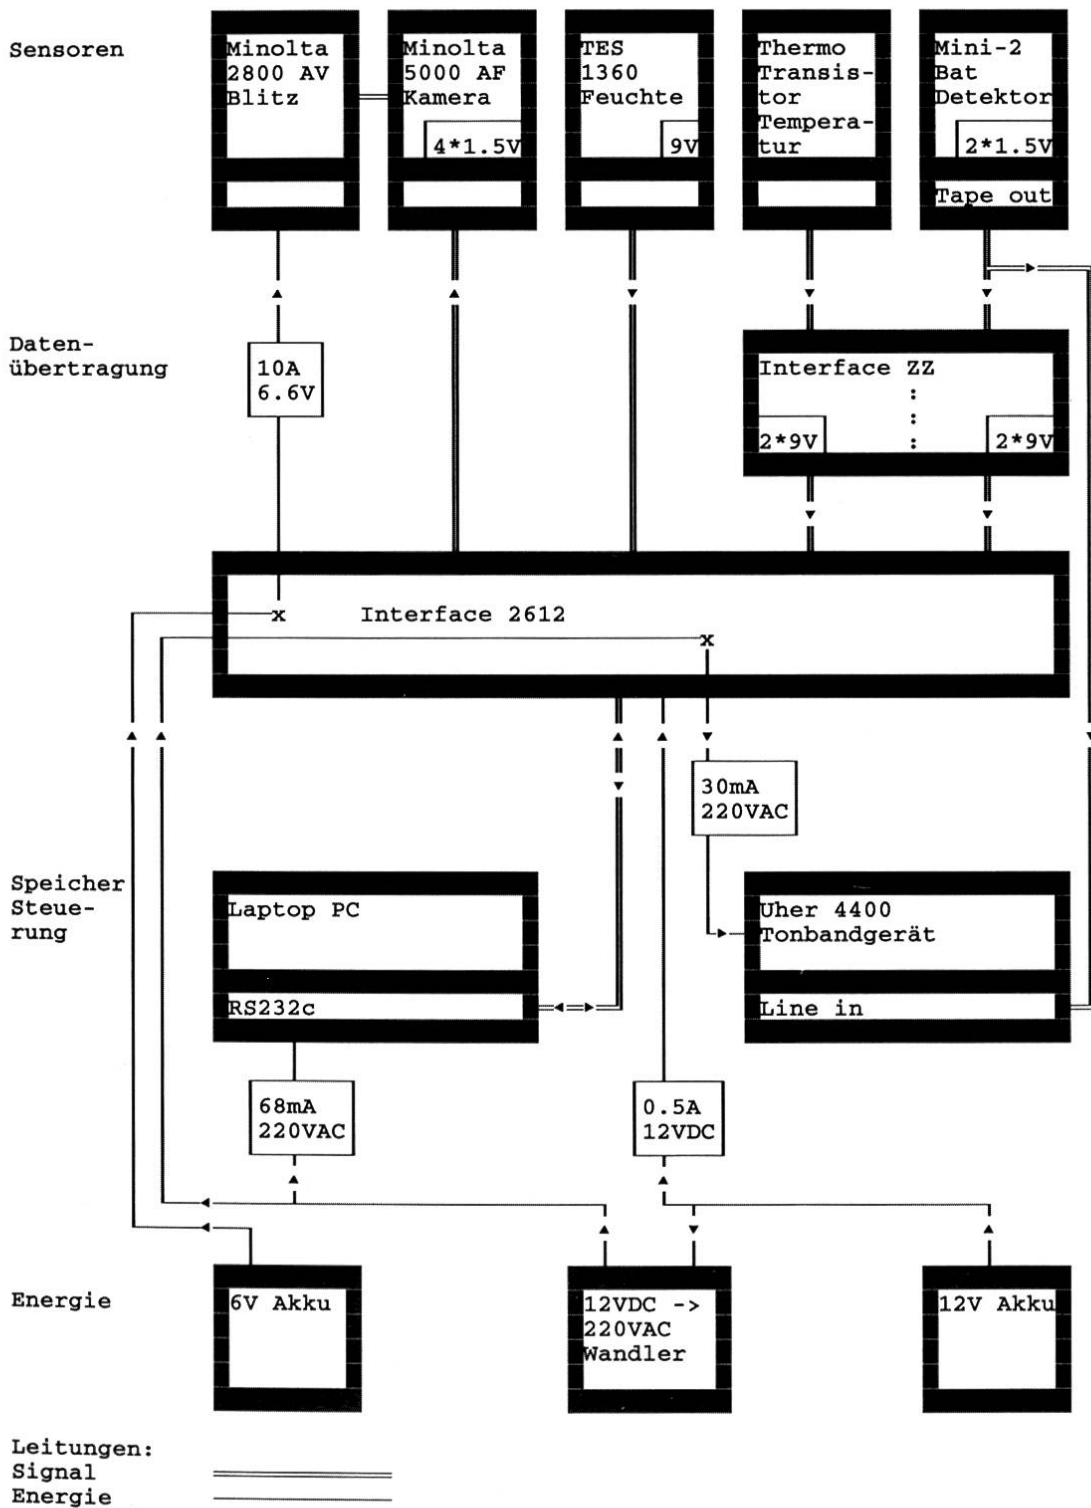 Sensoren
Minolta
2800 AV
Blitz
Minolta
5000 AF
Kamera
4*1.5V
TES
1360
Feuchte
9V
Thermo
Transis-
tor
Tempera-
tur
Mini-2
Bat
Detektor
2*1.5V
Tape out
Daten-
übertragung
10A
6.6V
Interface ZZ
:
:
:
2*9V
2*9V
x
Interface 2612
x
30mA
220VAC
Speicher
Steue-
rung
Laptop PC
RS232c
Uher 4400
Tonbandgerät
Line in
68mA
220VAC
0.5A
12VDC
Energie
6V Akku
12VDC ->
220VAC
Wandler
12V Akku
Leitungen:
Signal
Energie